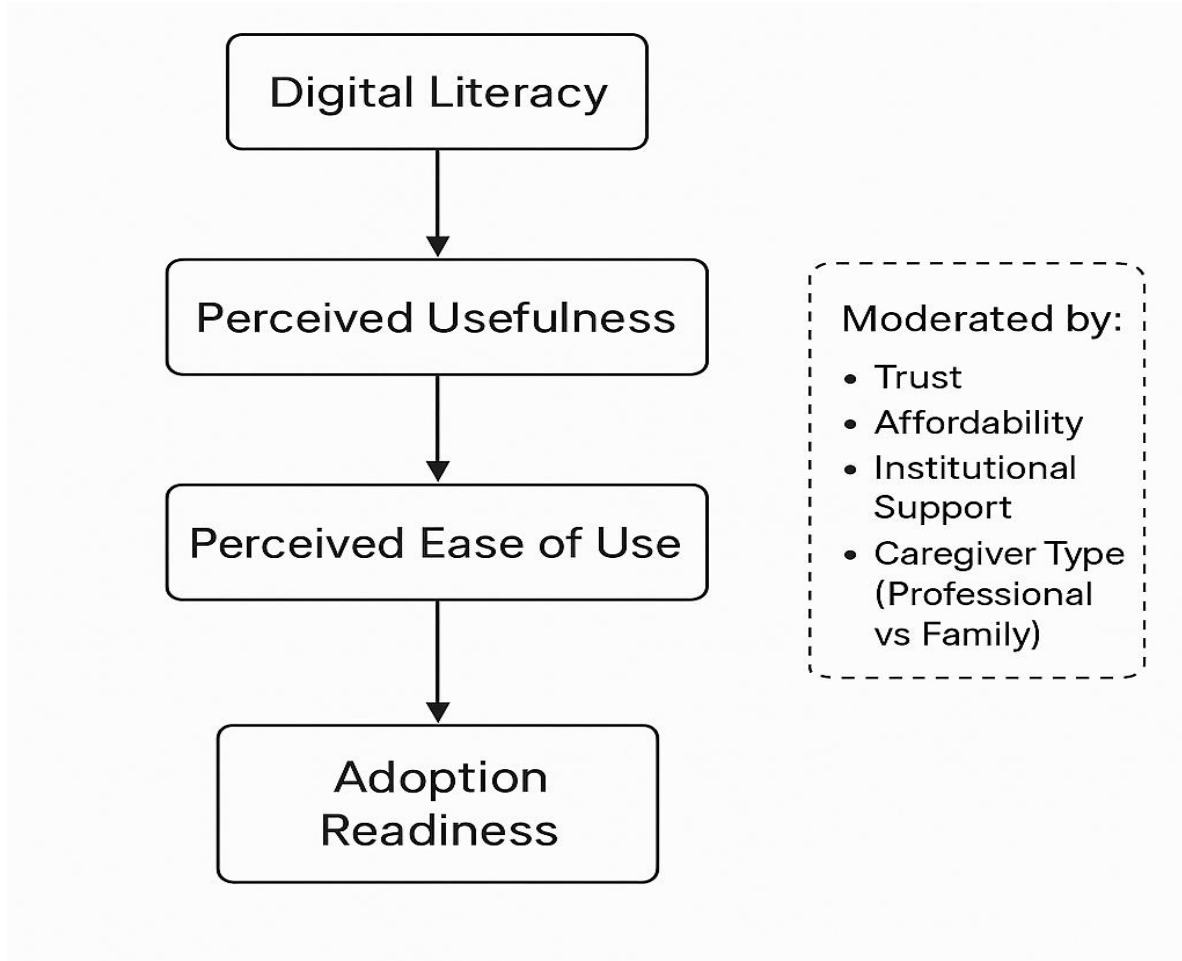 Digital Literacy
Perceived Usefulness
Perceived Ease of Use
Adoption
Readiness
Moderated by:
• Trust
• Affordability
• Institutional
Support
• Caregiver Type
(Professional
vs Family)